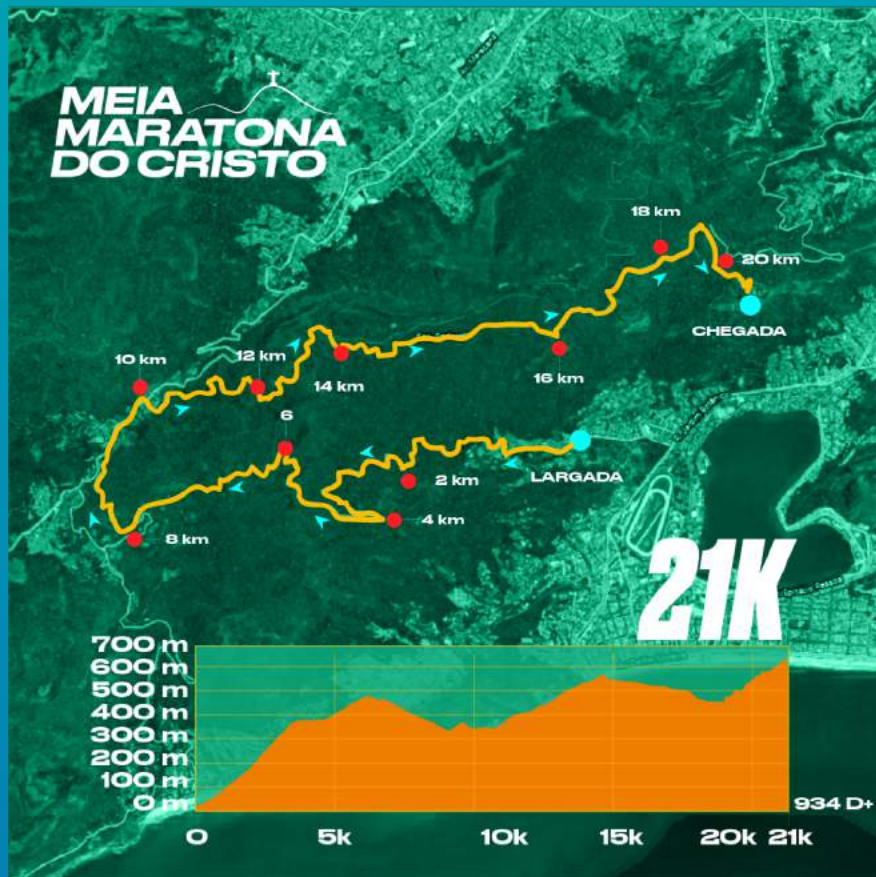 MEIA
MARATONA
DO CRISTO
18 km
20 km
CHEGADA
10 km
12 km
14 km
16 km
6
LARGADA
2 km
4 km
8 km
21K
700 m
600 m
500 m
400 m
300 m
200 m
100 m
0 m
934 D+
0
5k
10k
15k
20k
21k